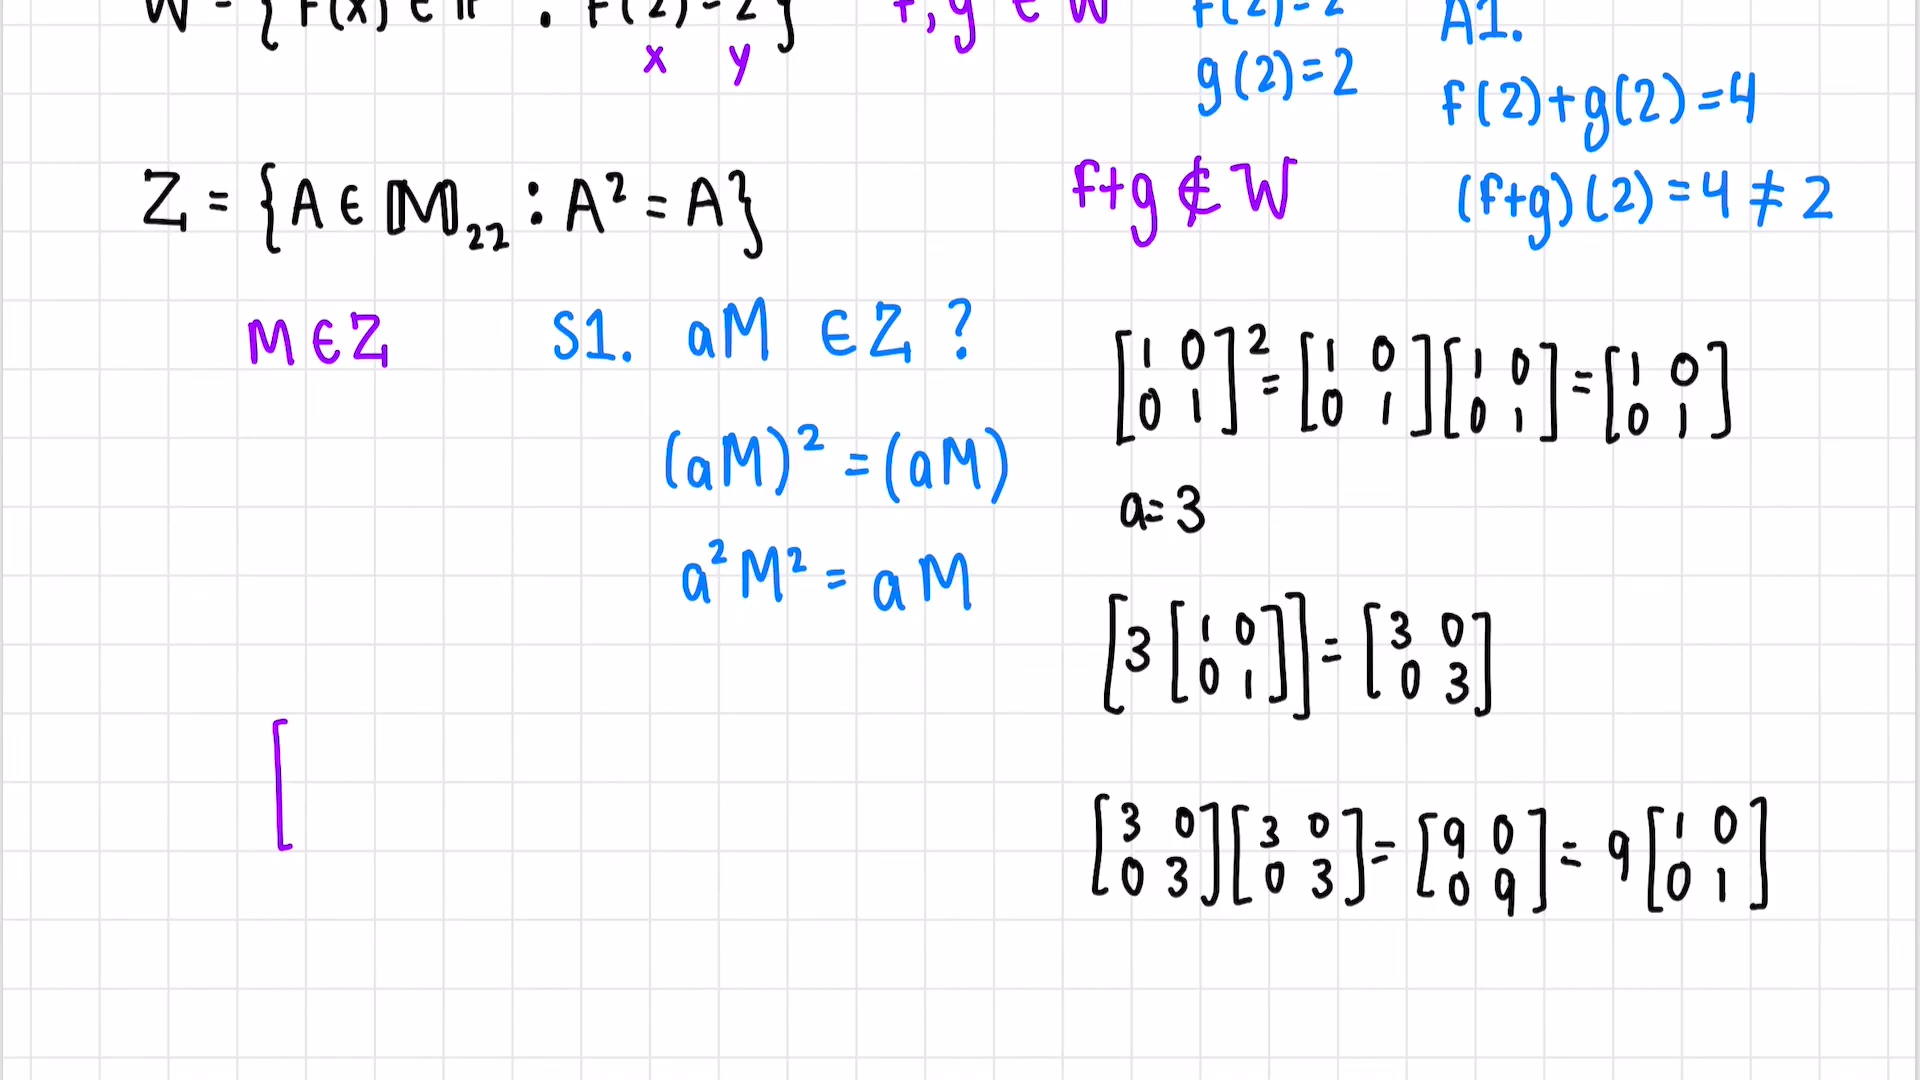 W = { f(x) ∈ : f(2) = 2 } f, g ∈ W
x y
f(2)=2
g(2)=2
A1.
f(2)+g(2)=4
(f+g)(2)=4 ≠ 2
f+g ∉ W
Z = {A ∈ 𝕄₂₂ : A² = A}
M ∈ Z
S1. aM ∈ Z ?
(aM)² = (aM)
a²M² = aM
[1 0; 0 1]² = [1 0; 0 1][1 0; 0 1] = [1 0; 0 1]
a=3
[3[1 0; 0 1]] = [3 0; 0 3]
[3 0; 0 3][3 0; 0 3] = [9 0; 0 9] = 9[1 0; 0 1]
[